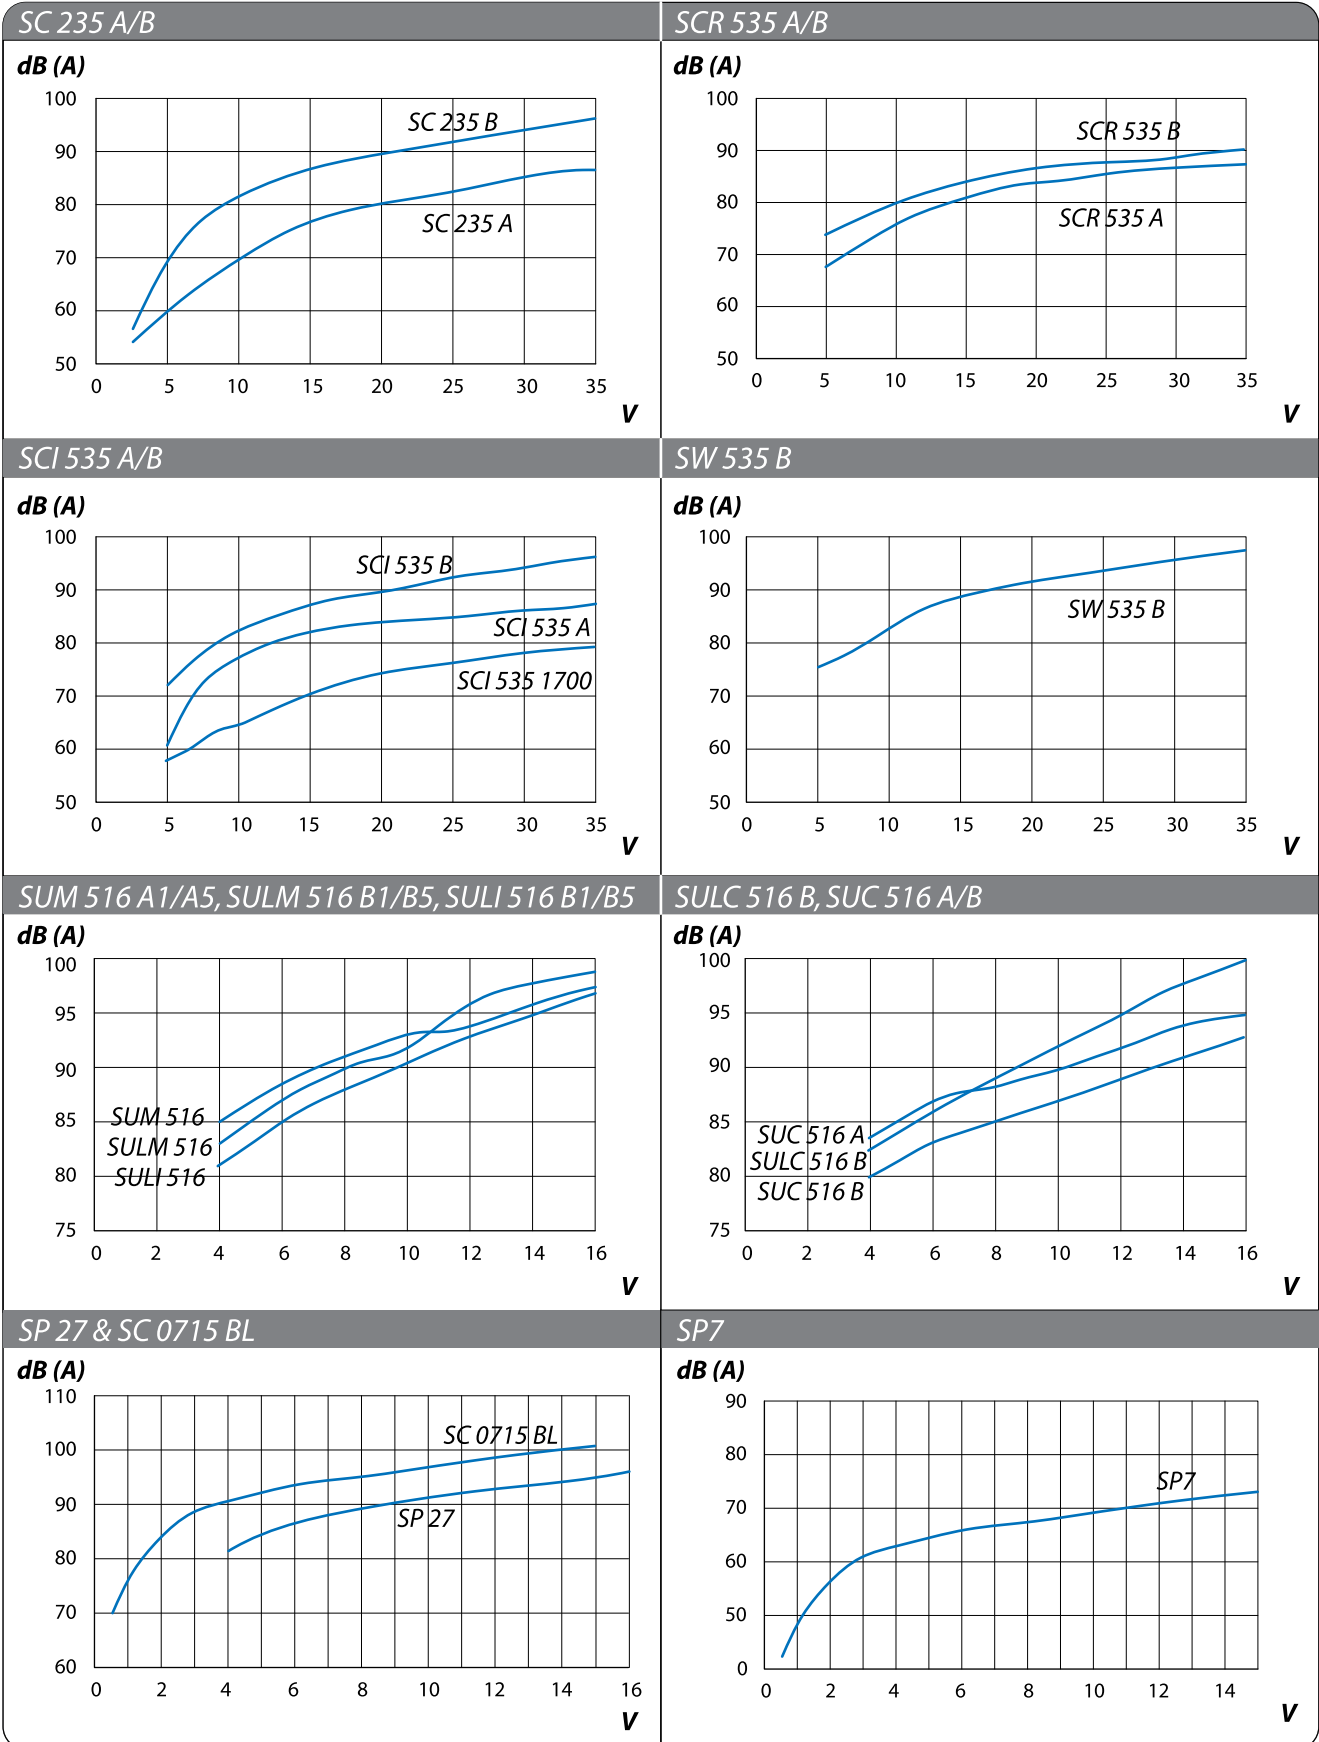 SC 235 A/B
dB (A)
100
90
80
70
60
50
SC 235 B
SC 235 A
0 5 10 15 20 25 30 35
V
SCR 535 A/B
dB (A)
100
90
80
70
60
50
SCR 535 B
SCR 535 A
0 5 10 15 20 25 30 35
V
SCI 535 A/B
dB (A)
100
90
80
70
60
50
SCI 535 B
SCI 535 A
SCI 535 1700
0 5 10 15 20 25 30 35
V
SW 535 B
dB (A)
100
90
80
70
60
50
SW 535 B
0 5 10 15 20 25 30 35
V
SUM 516 A1/A5, SULM 516 B1/B5, SULI 516 B1/B5
dB (A)
100
95
90
85
80
75
SUM 516
SULM 516
SULI 516
0 2 4 6 8 10 12 14 16
V
SULC 516 B, SUC 516 A/B
dB (A)
100
95
90
85
80
75
SUC 516 A
SULC 516 B
SUC 516 B
0 2 4 6 8 10 12 14 16
V
SP 27 & SC 0715 BL
dB (A)
110
100
90
80
70
60
SC 0715 BL
SP 27
0 2 4 6 8 10 12 14 16
V
SP7
dB (A)
90
80
70
60
50
0
SP7
0 2 4 6 8 10 12 14
V